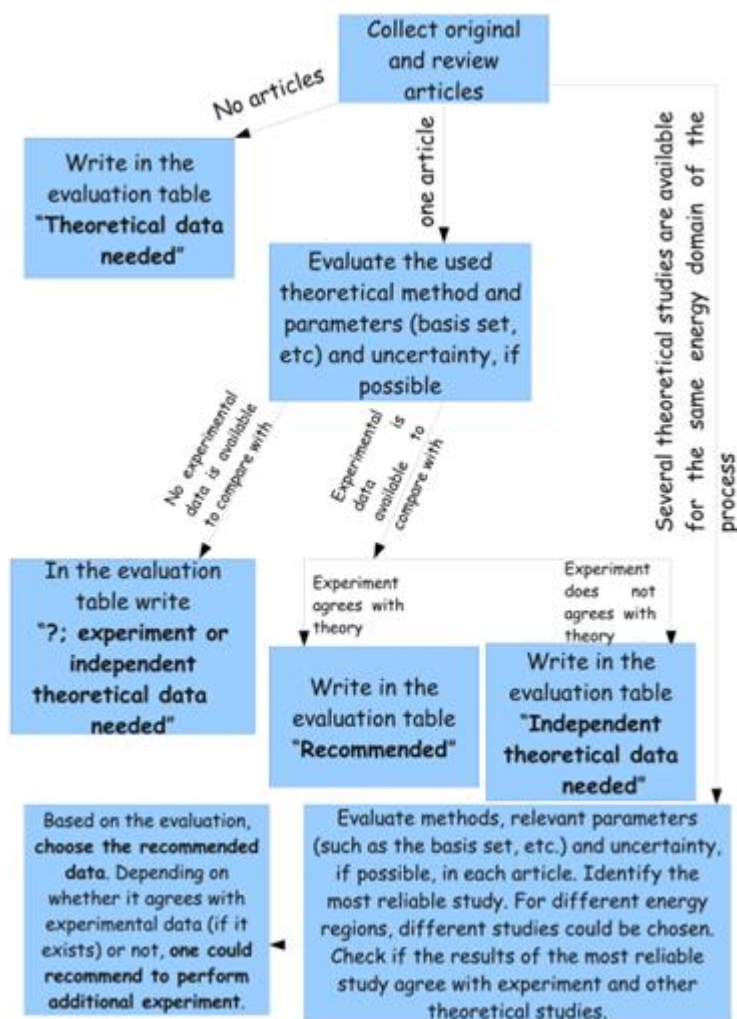 Collect original
and review
articles
No articles
one article
Several theoretical studies are available
for the same energy domain of the
process
Write in the
evaluation table
“Theoretical data
needed”
Evaluate the used
theoretical method and
parameters (basis set,
etc) and uncertainty, if
possible
No experimental
data is available
to compare with
Experimental
data is
available to
compare with
In the evaluation
table write
“?; experiment or
independent
theoretical data
needed”
Experiment
agrees with
theory
Experiment
does not
agrees with
theory
Write in the
evaluation table
“Recommended”
Write in the
evaluation table
“Independent
theoretical data
needed”
Based on the evaluation,
choose the recommended
data. Depending on
whether it agrees with
experimental data (if it
exists) or not, one could
recommend to perform
additional experiment.
Evaluate methods, relevant parameters
(such as the basis set, etc.) and uncertainty,
if possible, in each article. Identify the
most reliable study. For different energy
regions, different studies could be chosen.
Check if the results of the most reliable
study agree with experiment and other
theoretical studies.